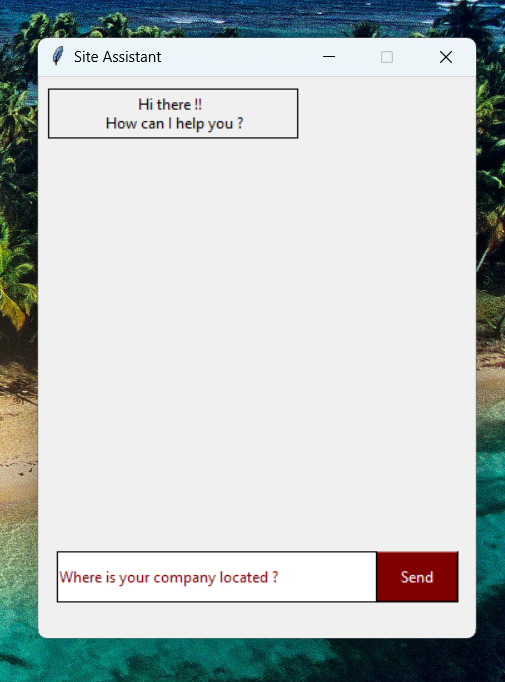 Site Assistant
Hi there !!
How can I help you ?
Where is your company located ?
Send